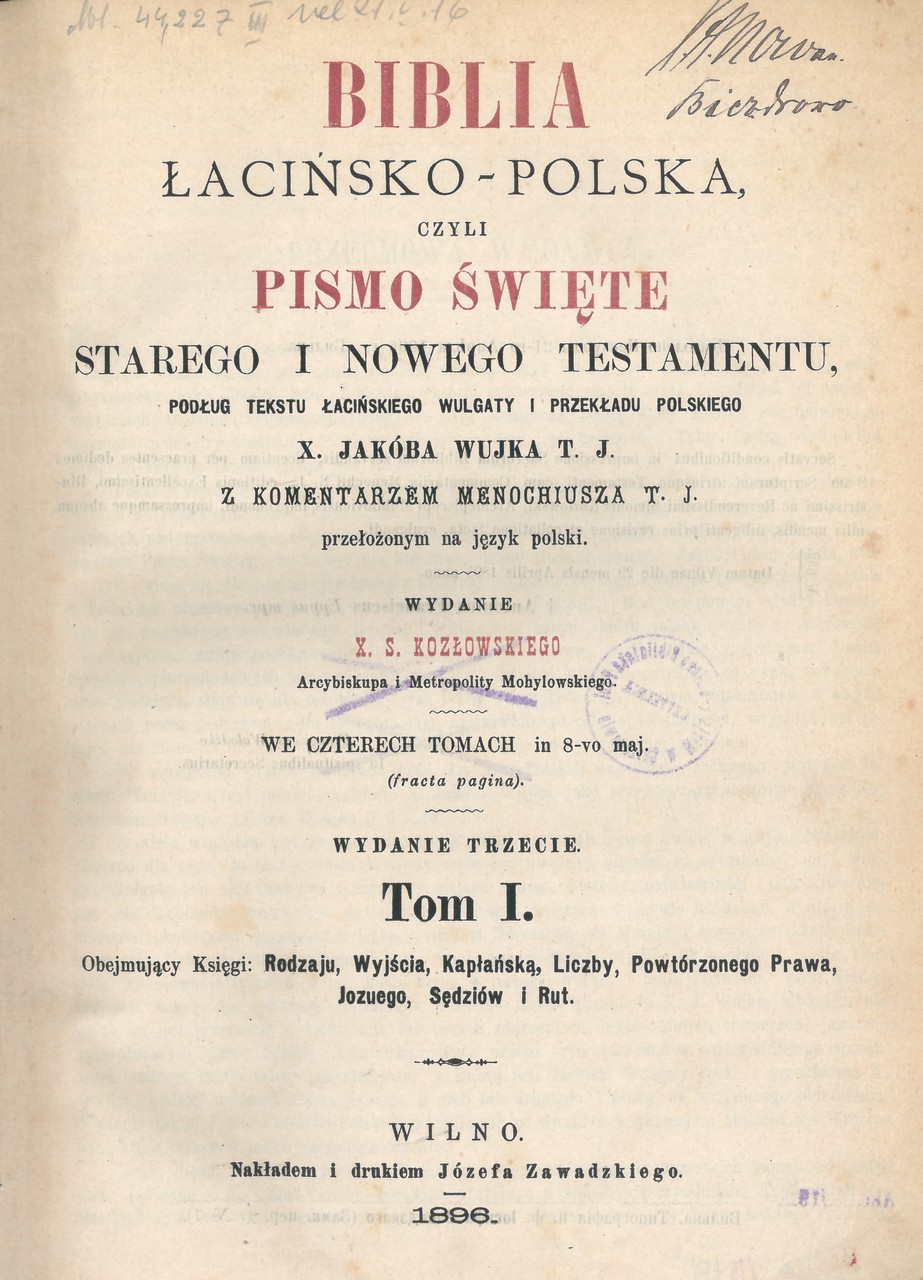 BIBLIA
ŁACIŃSKO-POLSKA,
CZYLI
PISMO ŚWIĘTE
STAREGO I NOWEGO TESTAMENTU,
PODŁUG TEKSTU ŁACIŃSKIEGO WULGATY I PRZEKŁADU POLSKIEGO
X. JAKÓBA WUJKA T. J.
Z KOMENTARZEM MENOCHIUSZA T. J.
przełożonym na język polski.
WYDANIE
X. S. KOZŁOWSKIEGO
Arcybiskupa i Metropolity Mohylowskiego.
WE CZTERECH TOMACH in 8-vo maj.
(fracta pagina).
WYDANIE TRZECIE.
Tom I.
Obejmujący Księgi: Rodzaju, Wyjścia, Kapłańską, Liczby, Powtórzonego Prawa,
Jozuego, Sędziów i Rut.
WILNO.
Nakładem i drukiem Józefa Zawadzkiego.
1896.